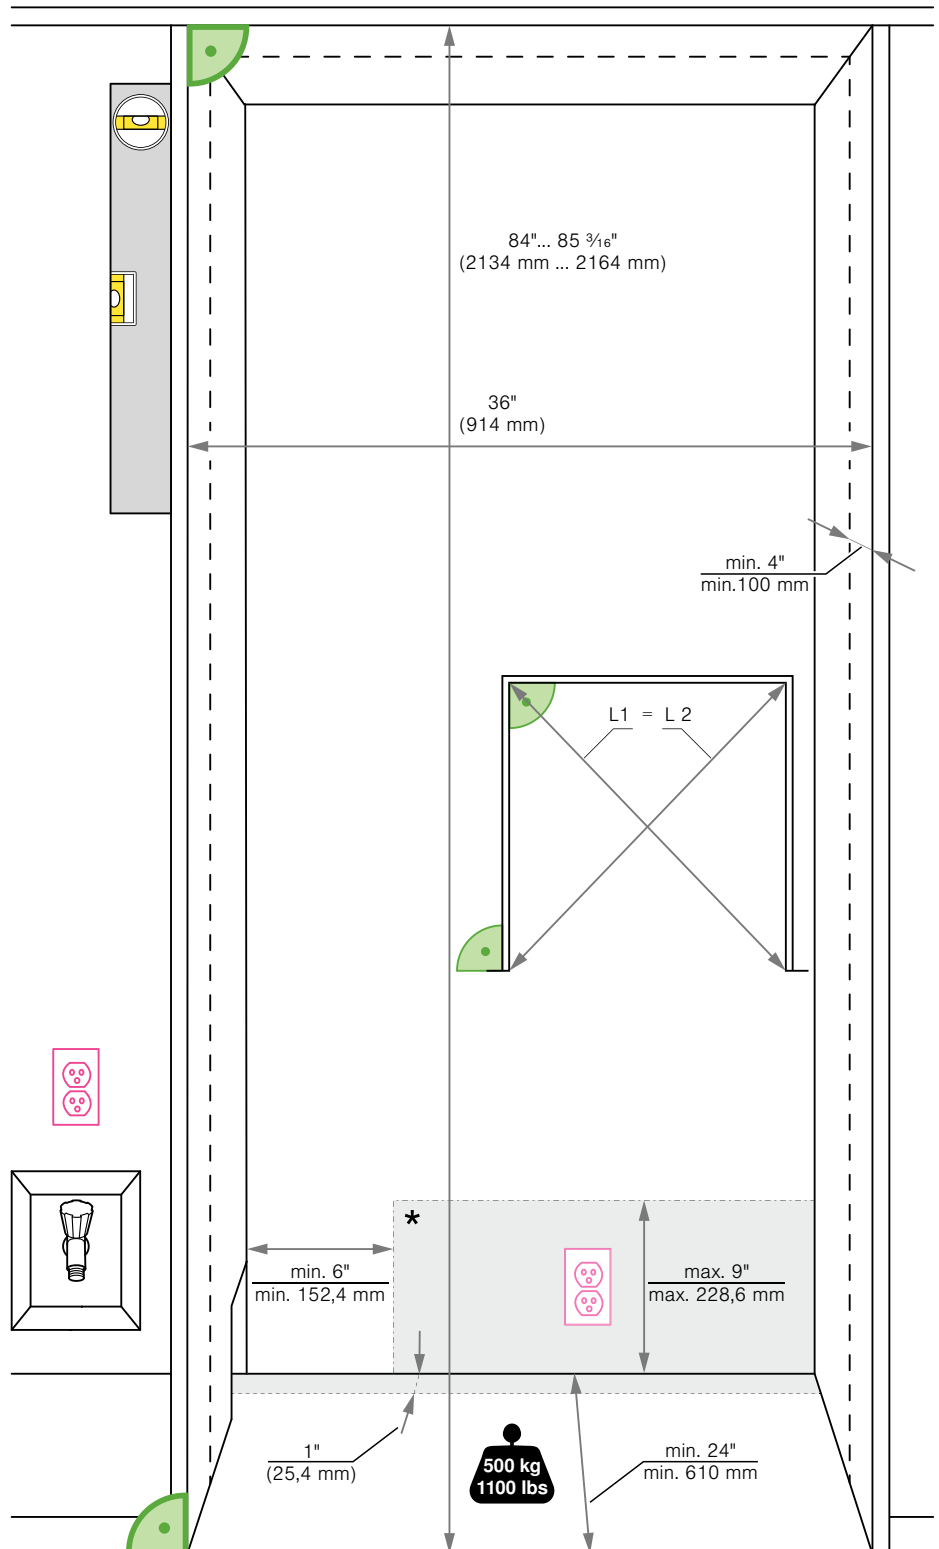 84"... 85 3/16"
(2134 mm ... 2164 mm)
36"
(914 mm)
min. 4"
min.100 mm
L1 = L 2
*
min. 6"
min. 152,4 mm
max. 9"
max. 228,6 mm
1"
(25,4 mm)
500 kg
1100 lbs
min. 24"
min. 610 mm